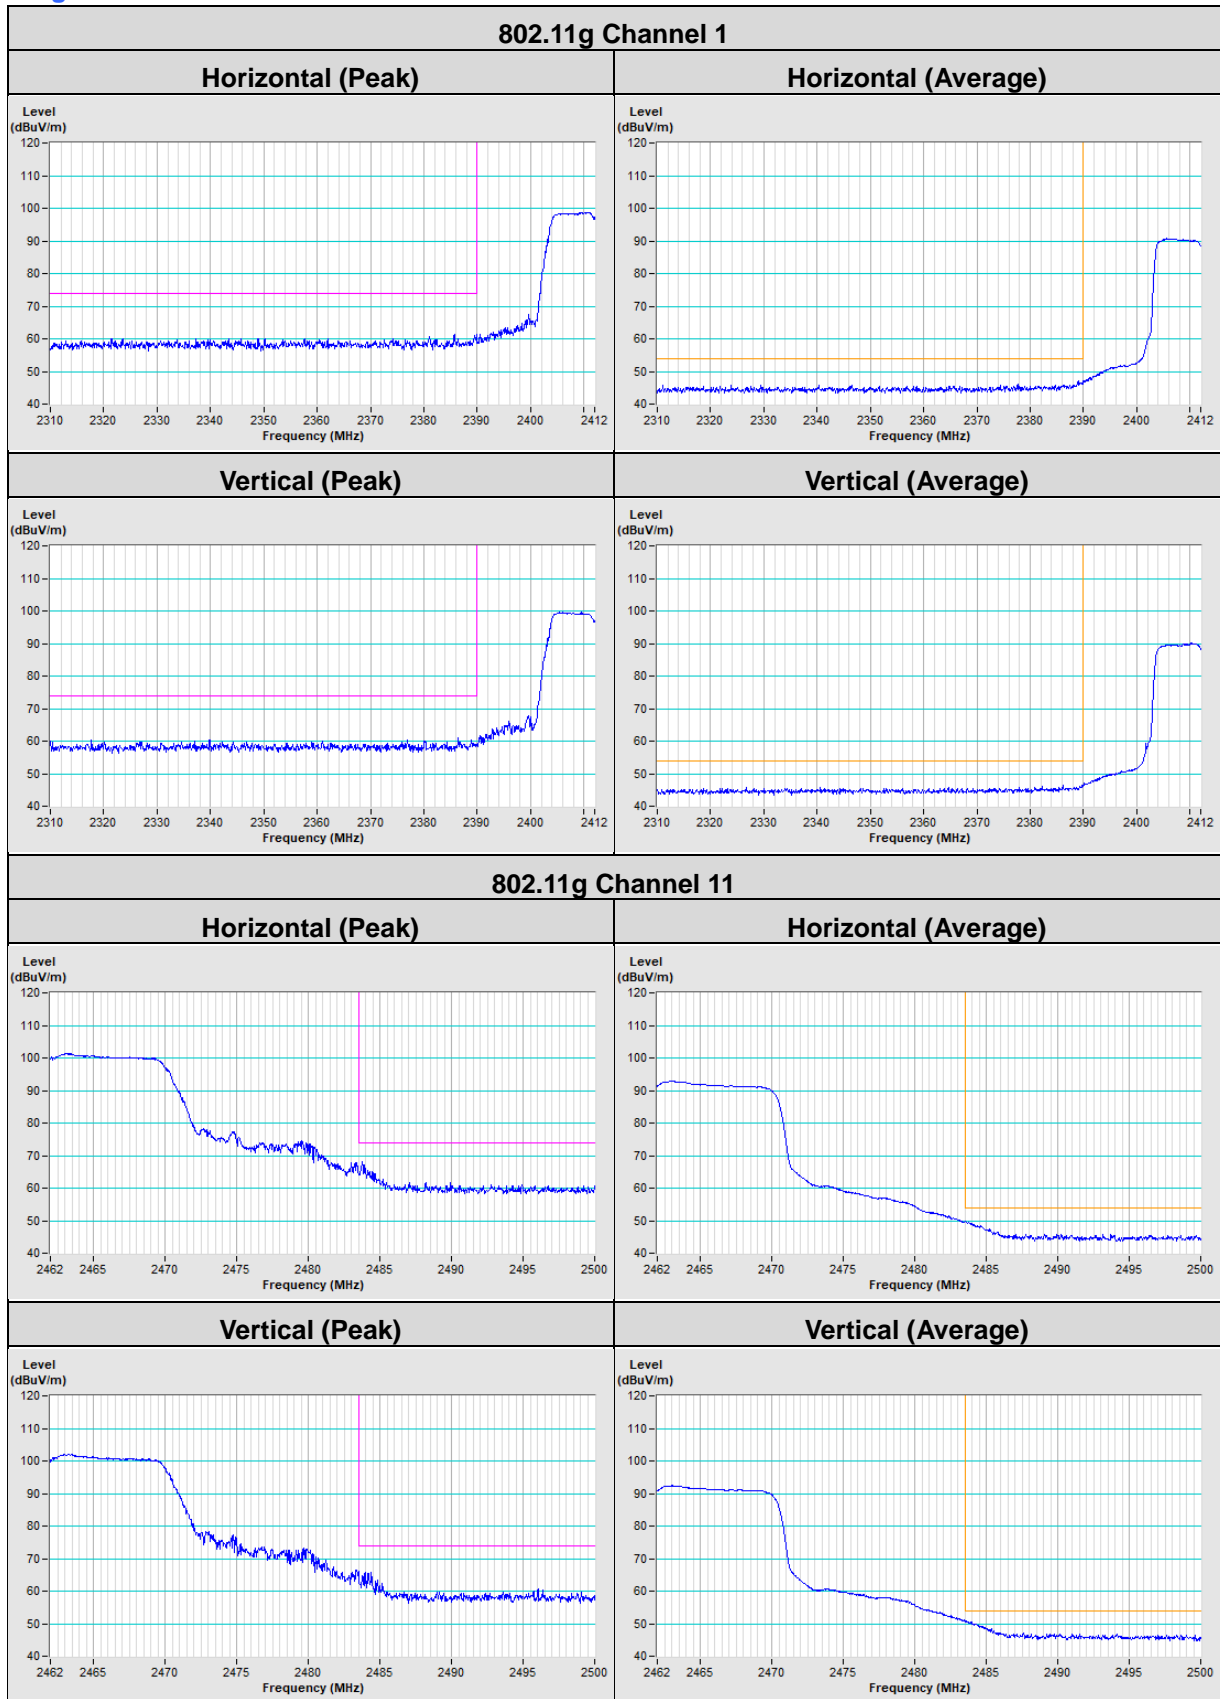 802.11g Channel 1
Horizontal (Peak) Horizontal (Average)
Level Level
(dBuV/m) (dBuV/m)
120 120
110 110
100 100
90 90
80 80
70 70
60 60
50 50
40 40
2310 2320 2330 2340 2350 2360 2370 2380 2390 2400 2412 2310 2320 2330 2340 2350 2360 2370 2380 2390 2400 2412
Frequency (MHz) Frequency (MHz)
Vertical (Peak) Vertical (Average)
Level Level
(dBuV/m) (dBuV/m)
120 120
110 110
100 100
90 90
80 80
70 70
60 60
50 50
40 40
2310 2320 2330 2340 2350 2360 2370 2380 2390 2400 2412 2310 2320 2330 2340 2350 2360 2370 2380 2390 2400 2412
Frequency (MHz) Frequency (MHz)
802.11g Channel 11
Horizontal (Peak) Horizontal (Average)
Level Level
(dBuV/m) (dBuV/m)
120 120
110 110
100 100
90 90
80 80
70 70
60 60
50 50
40 40
2462 2465 2470 2475 2480 2485 2490 2495 2500 2462 2465 2470 2475 2480 2485 2490 2495 2500
Frequency (MHz) Frequency (MHz)
Vertical (Peak) Vertical (Average)
Level Level
(dBuV/m) (dBuV/m)
120 120
110 110
100 100
90 90
80 80
70 70
60 60
50 50
40 40
2462 2465 2470 2475 2480 2485 2490 2495 2500 2462 2465 2470 2475 2480 2485 2490 2495 2500
Frequency (MHz) Frequency (MHz)